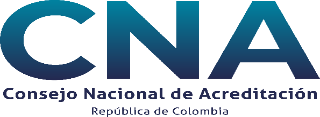 CNA
Consejo Nacional de Acreditación
República de Colombia